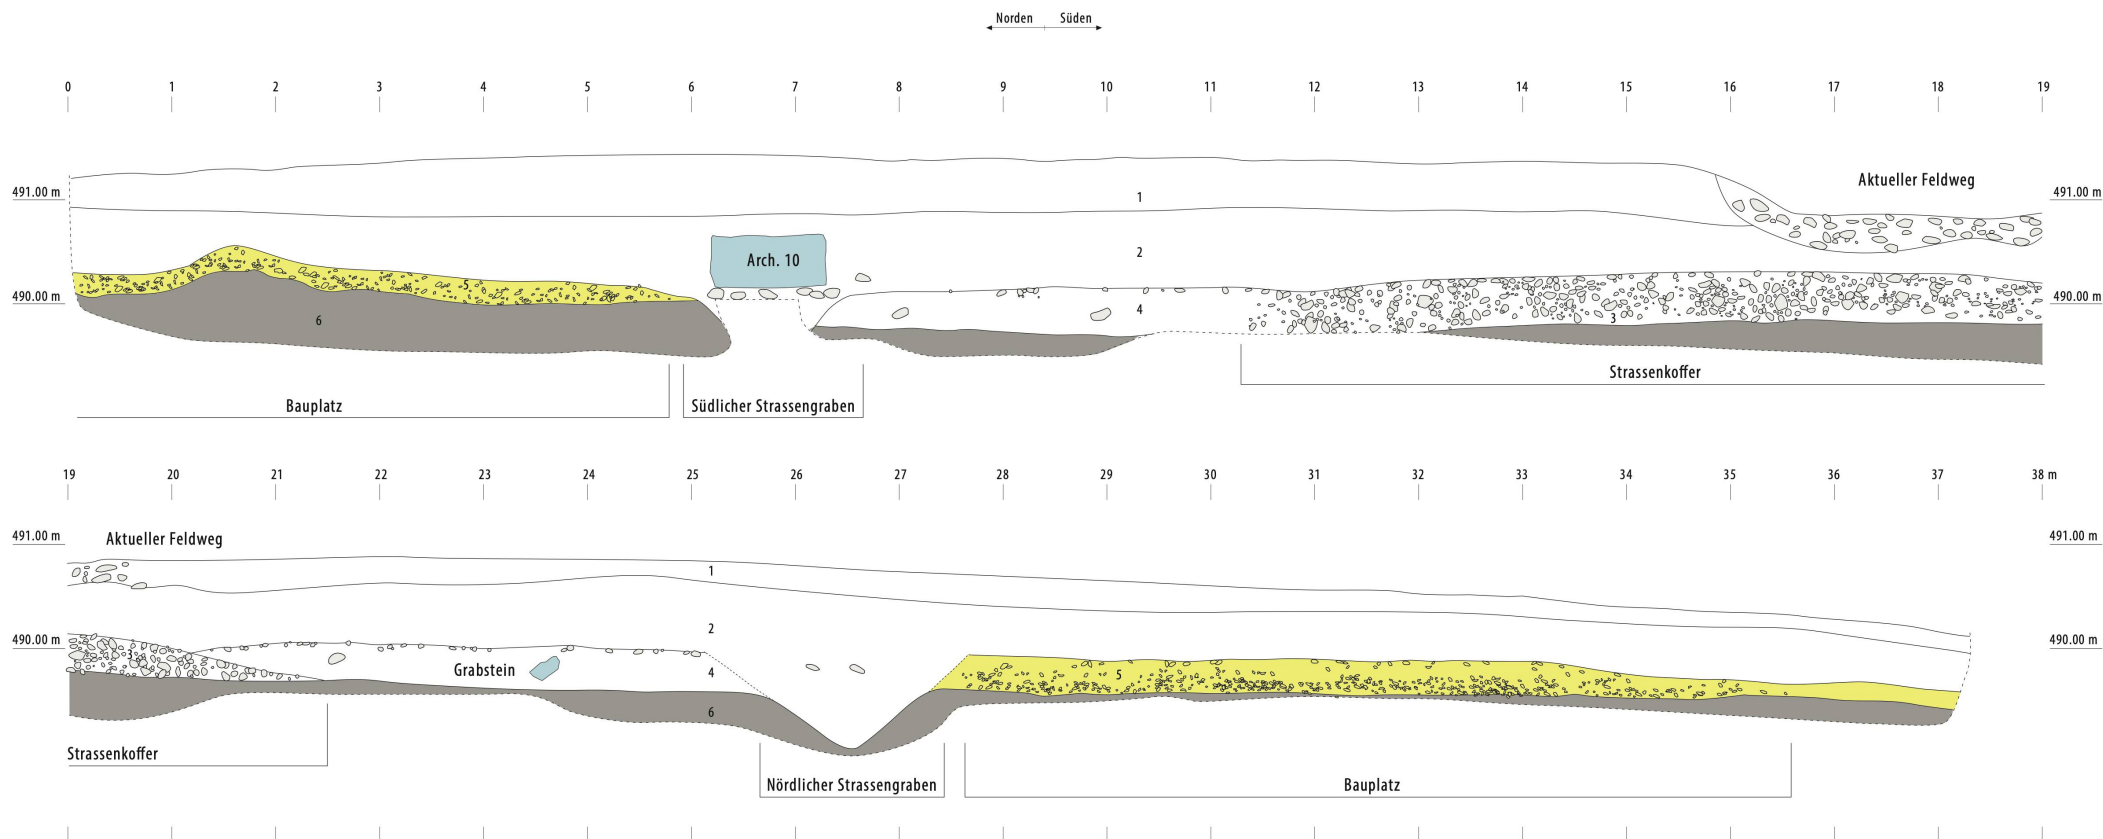 Norden Süden
0 1 2 3 4 5 6 7 8 9 10 11 12 13 14 15 16 17 18 19
Aktueller Feldweg
491.00 m 1 491.00 m
2
Arch. 10
5
490.00 m 4 490.00 m
6 3
Strassenkoffer
Bauplatz Südlicher Strassengraben
19 20 21 22 23 24 25 26 27 28 29 30 31 32 33 34 35 36 37 38 m
491.00 m Aktueller Feldweg 491.00 m
1
2
490.00 m 490.00 m
3
Grabstein 4 5
6
Strassenkoffer
Nördlicher Strassengraben Bauplatz